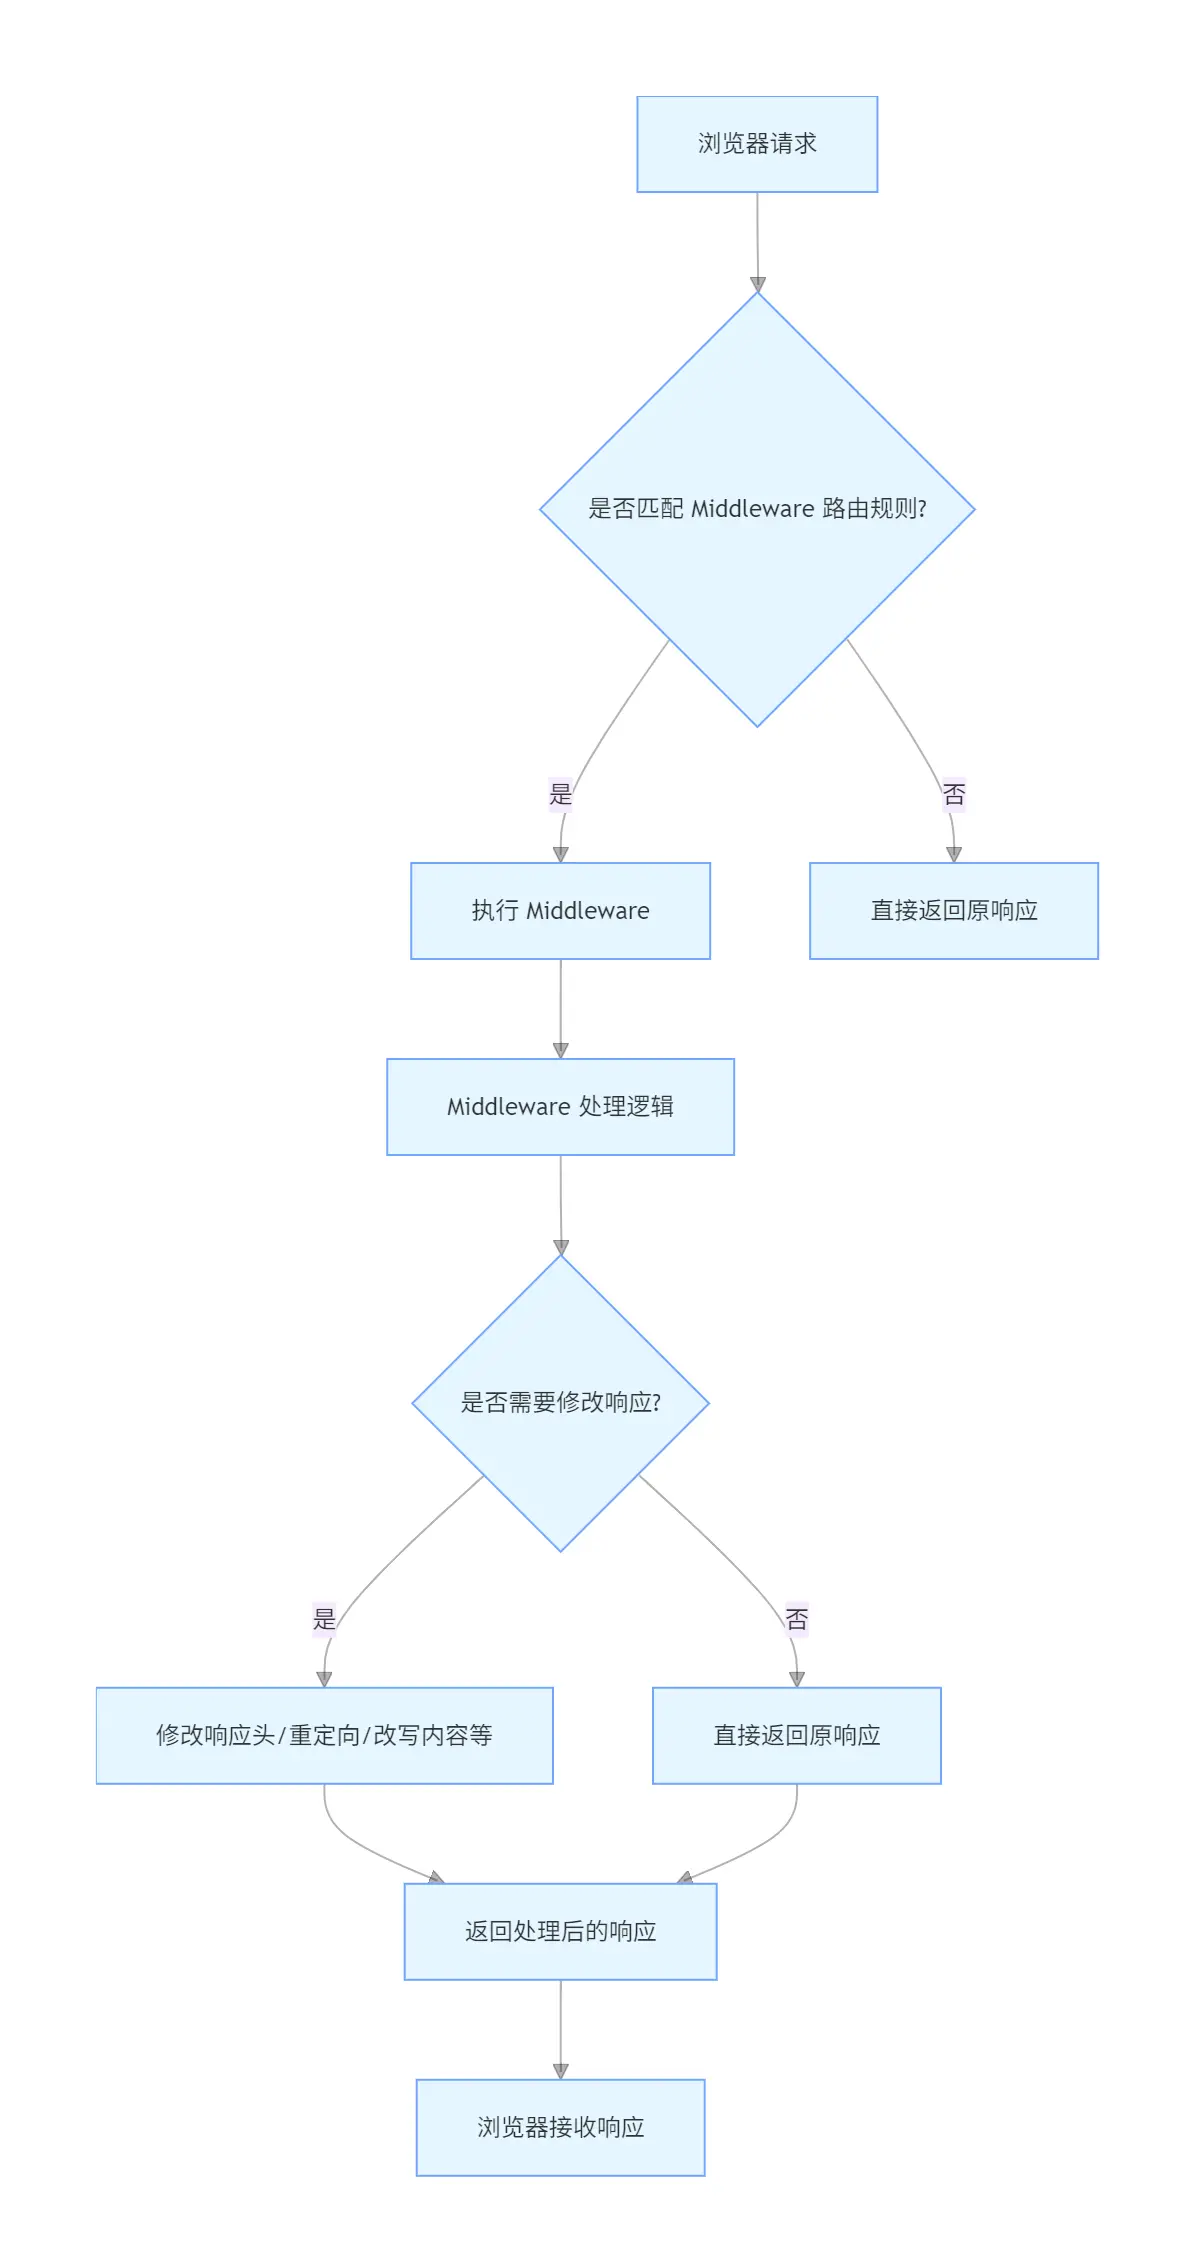 浏览器请求
是否匹配 Middleware 路由规则?
是
否
执行 Middleware
直接返回原响应
Middleware 处理逻辑
是否需要修改响应?
是
否
修改响应头/重定向/改写内容等
直接返回原响应
返回处理后的响应
浏览器接收响应